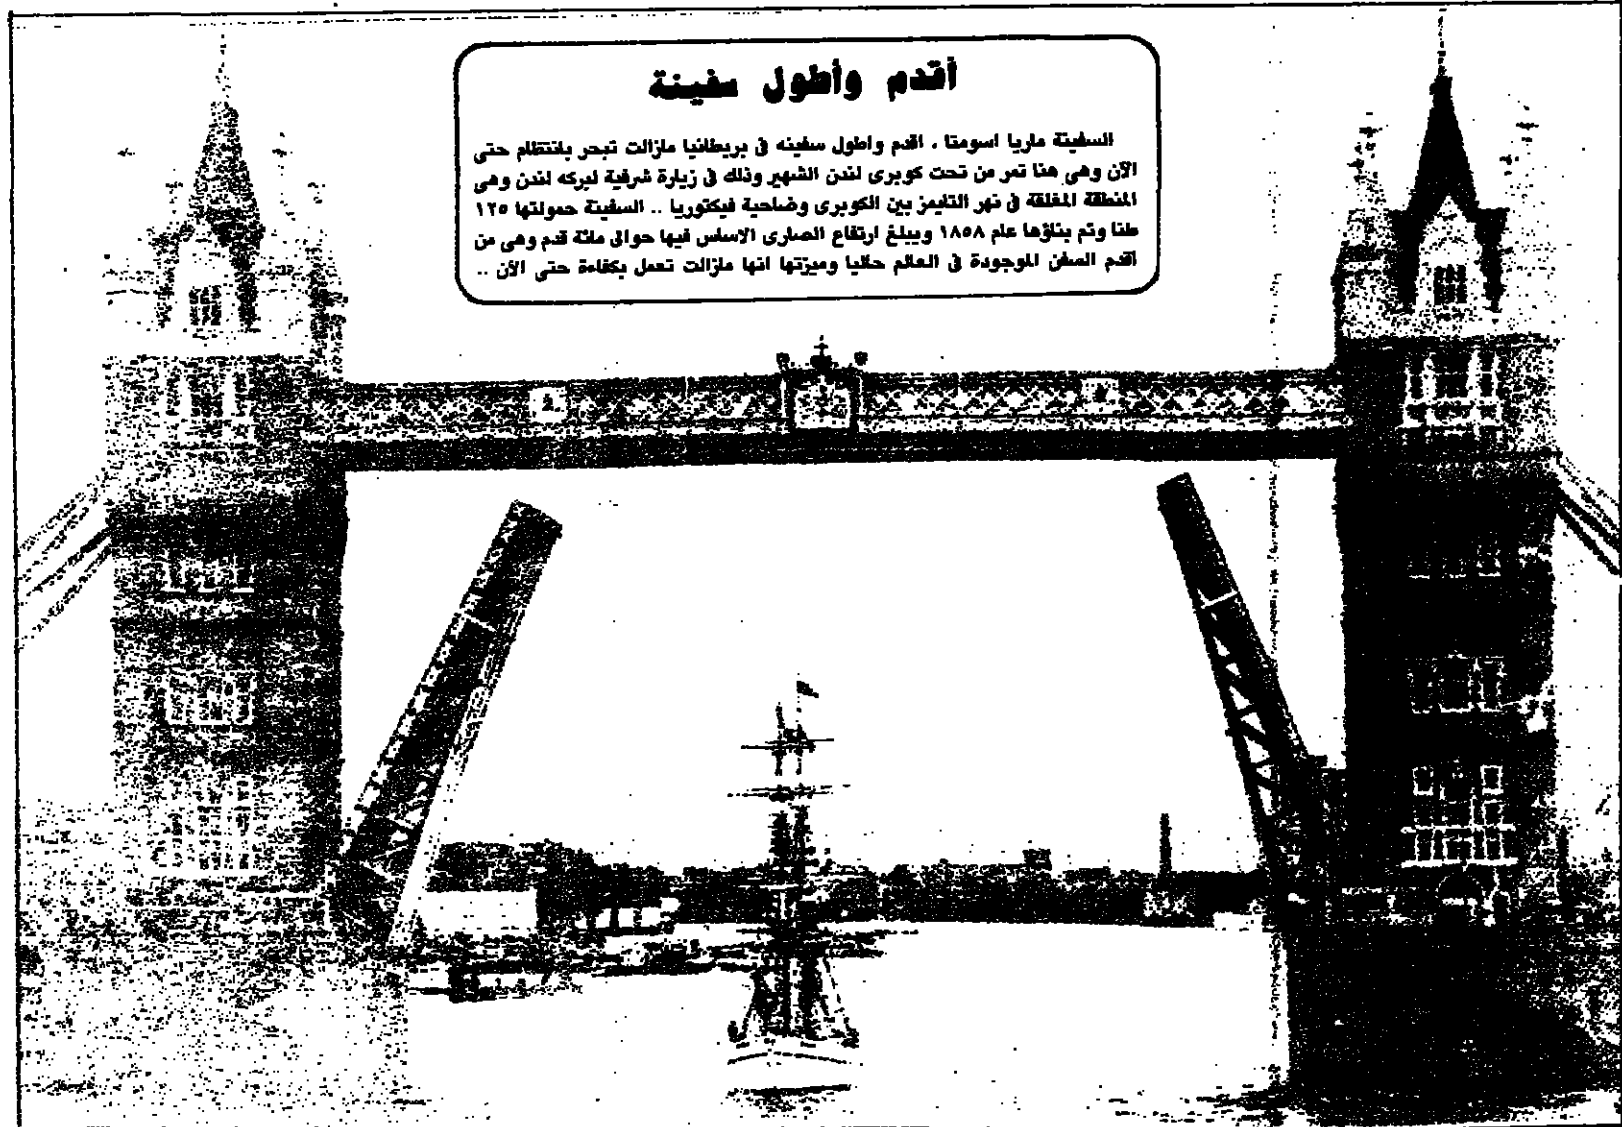 أقدم وأطول سفينة
السفينة ماريا اسومتا ، اقدم واطول سفينه فى بريطانيا مازالت تبحر بانتظام حتى
الآن وهى هنا تمر من تحت كوبرى لندن الشهير وذلك فى زيارة شرفية لبركه لندن وهى
المنطقة المغلقة فى نهر التايمز بين الكوبرى وضاحية فيكتوريا .. السفينة حمولتها ١٢٥
طنا وتم بناؤها عام ١٨٥٨ ويبلغ ارتفاع الصارى الاساس فيها حوالى مائة قدم وهى من
أقدم السفن الموجودة فى العالم حاليا وميزتها انها مازالت تعمل بكفاءة حتى الآن ..